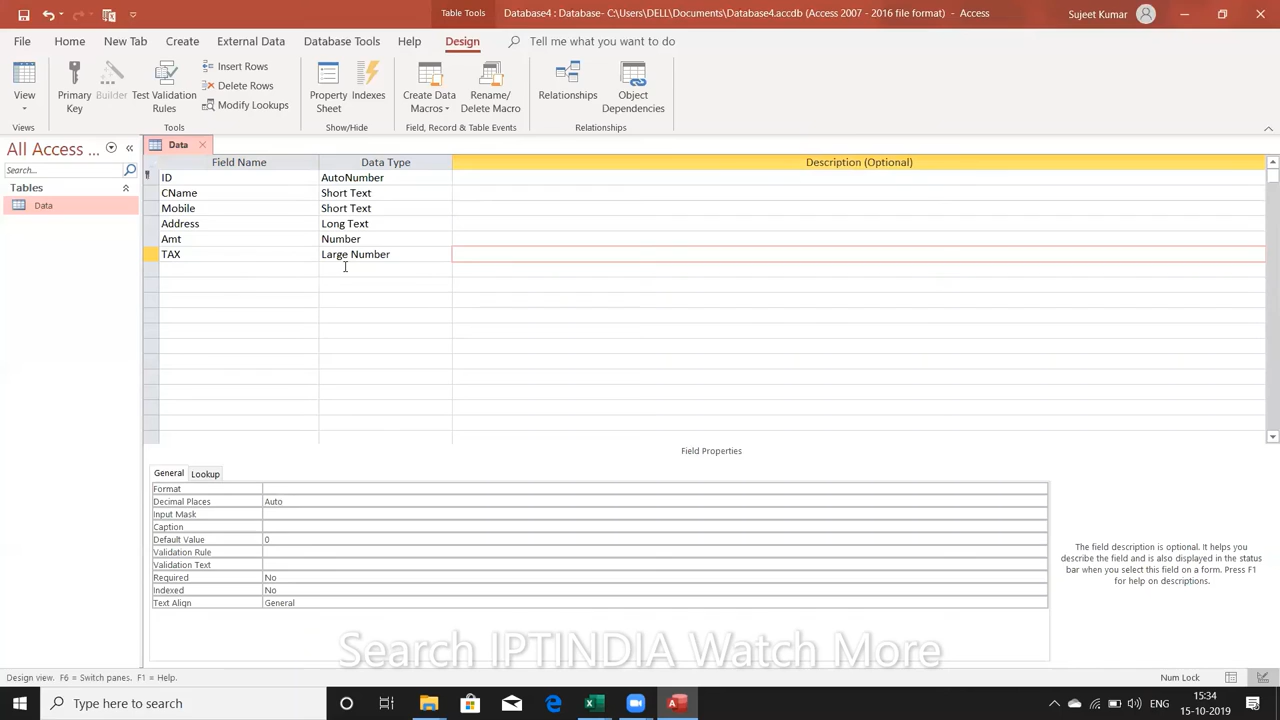 Table Tools
Database4 : Database- C:\Users\DELL\Documents\Database4.accdb (Access 2007 - 2016 file format) - Access
Sujeet Kumar
File Home New Tab Create External Data Database Tools Help Design Tell me what you want to do
View
Primary Key
Builder
Test Validation Rules
Insert Rows
Delete Rows
Modify Lookups
Property Sheet
Indexes
Create Data Macros
Rename/ Delete Macro
Relationships
Object Dependencies
Views Tools Show/Hide Field, Record & Table Events Relationships
All Access ...
Search...
Tables
Data
Data
Field Name Data Type Description (Optional)
ID AutoNumber
CName Short Text
Mobile Short Text
Address Long Text
Amt Number
TAX Large Number
Field Properties
General Lookup
Format
Decimal Places Auto
Input Mask
Caption
Default Value 0
Validation Rule
Validation Text
Required No
Indexed No
Text Align General
The field description is optional. It helps you
describe the field and is also displayed in the status
bar when you select this field on a form. Press F1
for help on descriptions.
Search IPTINDIA Watch More
Design view. F6 = Switch panes. F1 = Help. Num Lock
Type here to search
ENG
15:34
15-10-2019